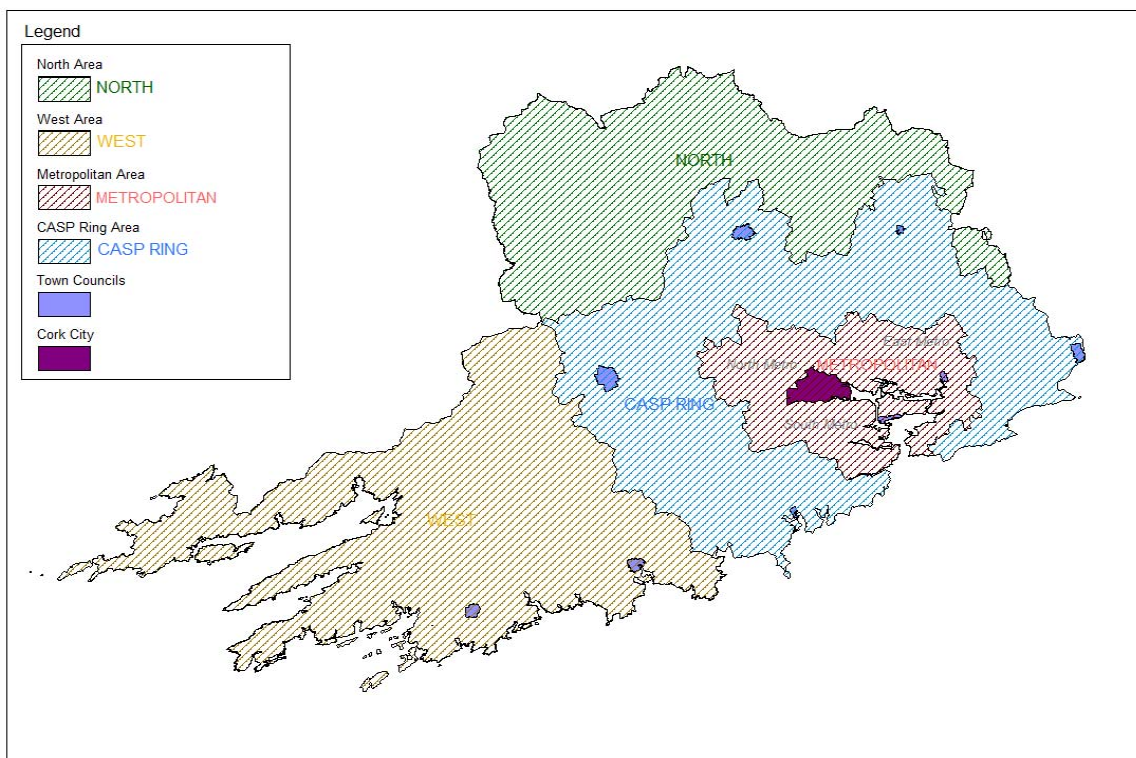 Legend
North Area
NORTH
West Area
WEST
Metropolitan Area
METROPOLITAN
CASP Ring Area
CASP RING
Town Councils
Cork City
NORTH
East Metro
North Metro
METROPOLITAN
CASP RING
South Metro
WEST